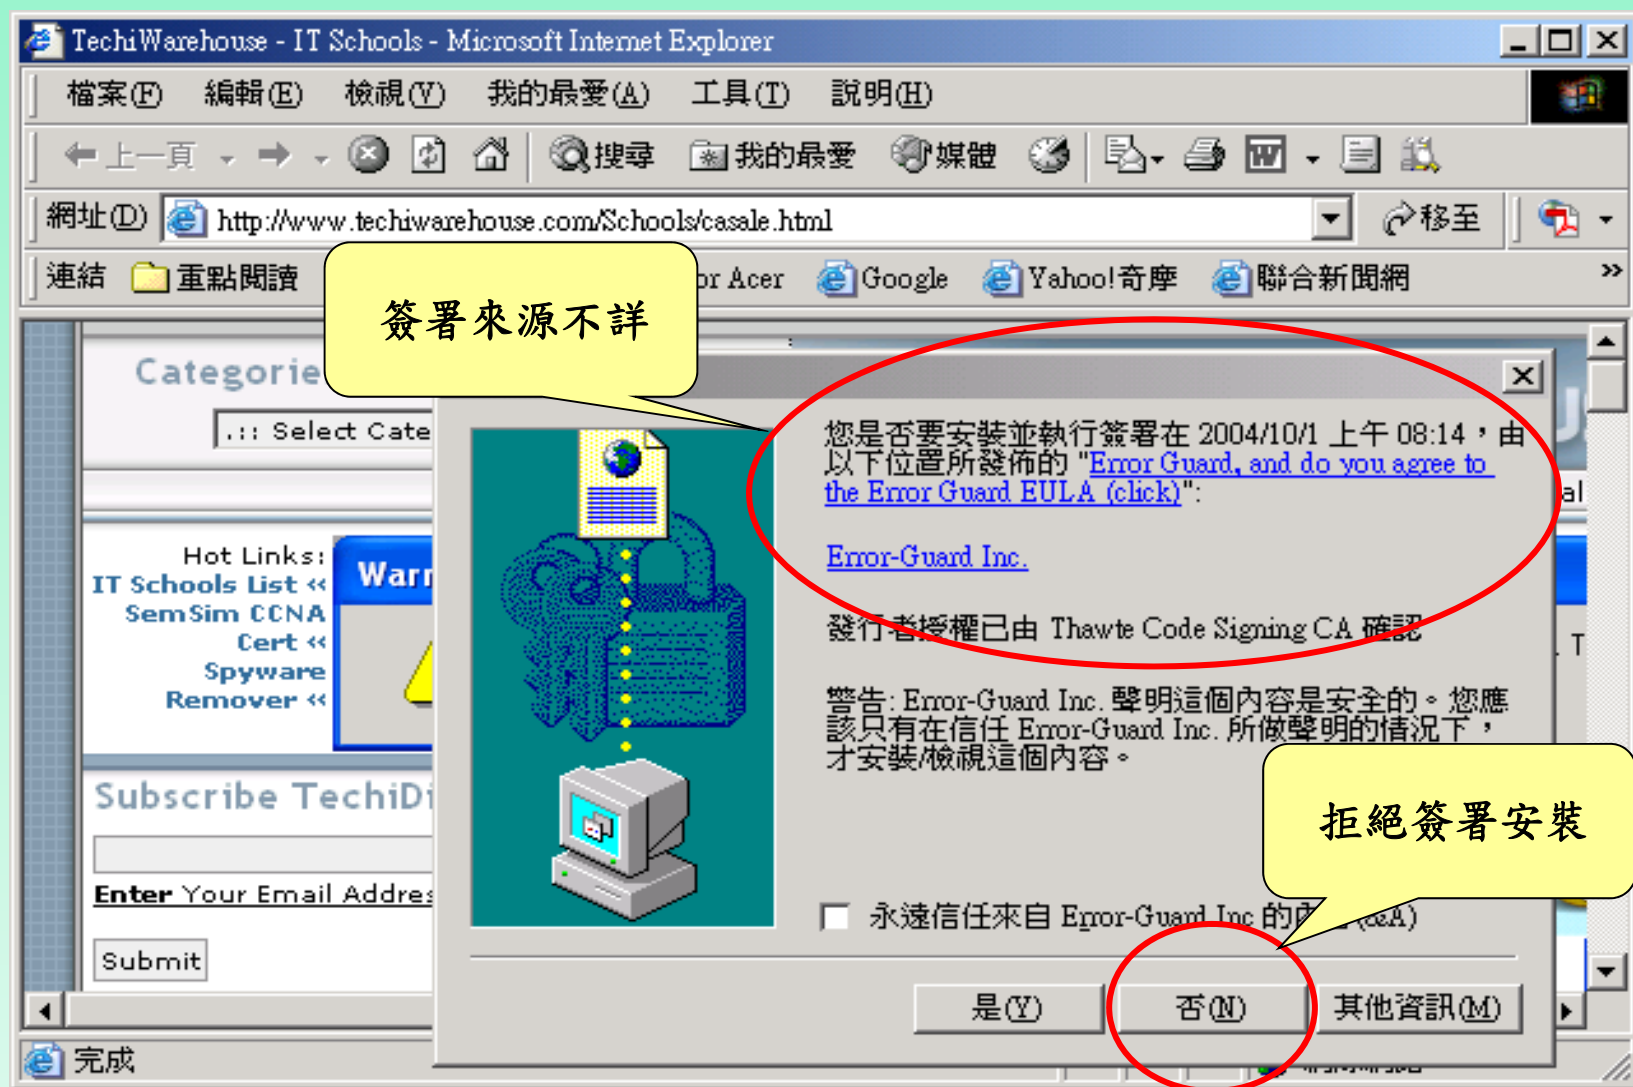 TechiWarehouse - IT Schools - Microsoft Internet Explorer
檔案(F) 編輯(E) 檢視(V) 我的最愛(A) 工具(T) 說明(H)
上一頁 搜尋 我的最愛 媒體
網址(D) http://www.techiwarehouse.com/Schools/casale.html 移至
連結 重點閱讀 Acer Google Yahoo!奇摩 聯合新聞網 »
簽署來源不詳
Categorie
.:: Select Cate
Hot Links:
IT Schools List «
SemSim CCNA
Cert «
Spyware
Remover «
Warr
Subscribe TechiDi
Enter Your Email Addres
Submit
您是否要安裝並執行簽署在 2004/10/1 上午 08:14，由
以下位置所發佈的 "Error Guard, and do you agree to
the Error Guard EULA (click)":
Error-Guard Inc.
發行者授權已由 Thawte Code Signing CA 確認
警告: Error-Guard Inc. 聲明這個內容是安全的。您應
該只有在信任 Error-Guard Inc. 所做聲明的情況下，
才安裝/檢視這個內容。
拒絕簽署安裝
永遠信任來自 Error-Guard Inc 的
是(Y) 否(N) 其他資訊(M)
完成